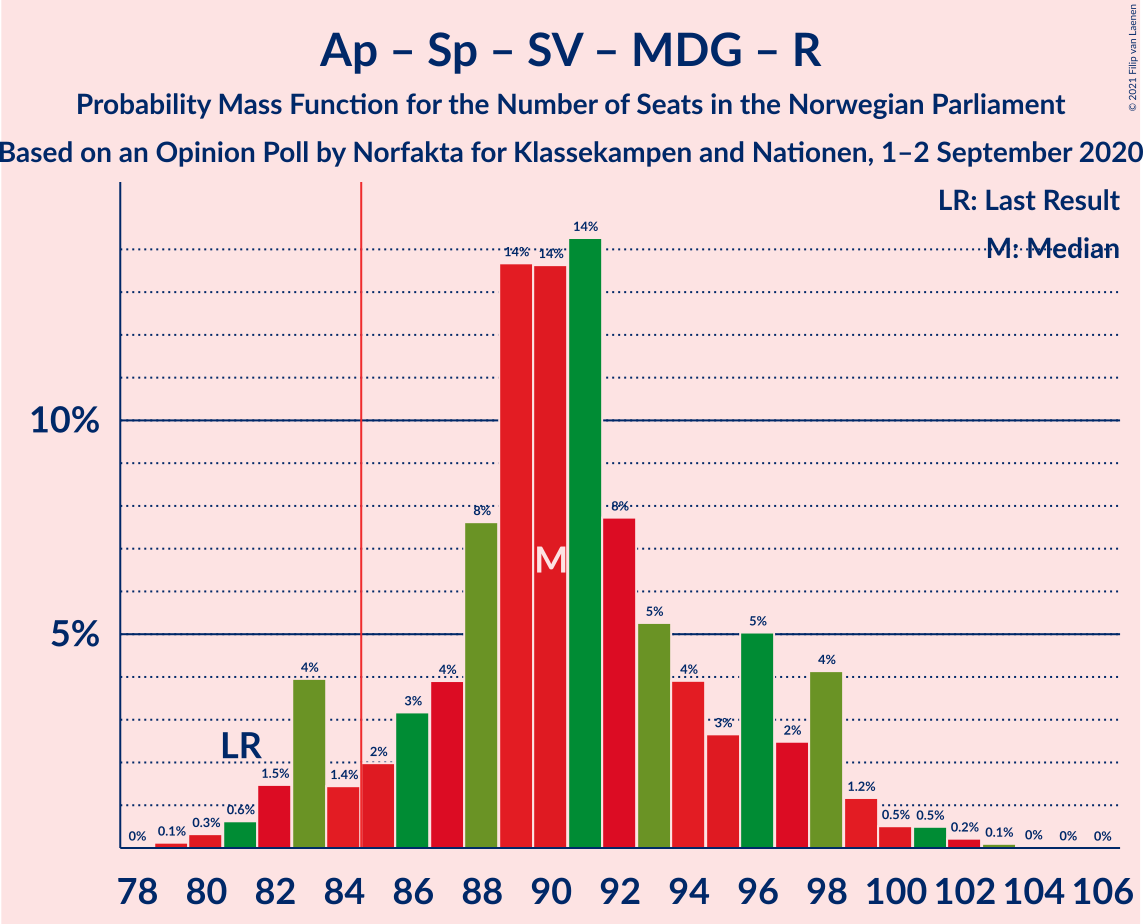 Ap – Sp – SV – MDG – R
Probability Mass Function for the Number of Seats in the Norwegian Parliament
Based on an Opinion Poll by Norfakta for Klassekampen and Nationen, 1–2 September 2020
© 2021 Filip van Laenen
LR: Last Result
M: Median
10%
5%
0% 0.1% 0.3% 0.6% 1.5% 4% 1.4% 2% 3% 4% 8% 14% 14% 14% 8% 5% 4% 3% 5% 2% 4% 1.2% 0.5% 0.5% 0.2% 0.1% 0% 0% 0%
LR
M
78 80 82 84 86 88 90 92 94 96 98 100 102 104 106